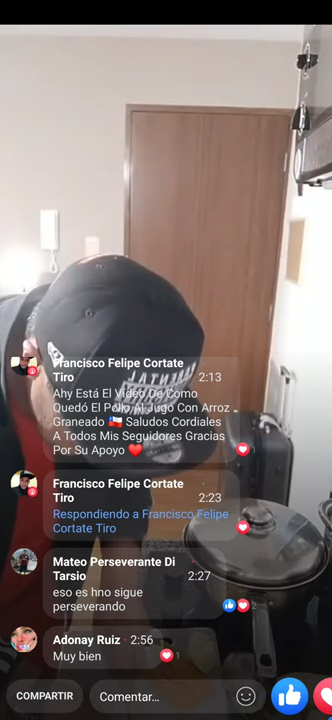 Francisco Felipe Cortate
Tiro 2:13
Ahy Está El Video De Como
Quedó El Pollo Al Jugo Con Arroz
Graneado 🇨🇱 Saludos Cordiales
A Todos Mis Seguidores Gracias
Por Su Apoyo ❤️
1
Francisco Felipe Cortate
Tiro 2:23
Respondiendo a Francisco Felipe
Cortate Tiro
Mateo Perseverante Di
Tarsio 2:27
eso es hno sigue
perseverando
2
Adonay Ruiz · 2:56
Muy bien
1
COMPARTIR
Comentar...